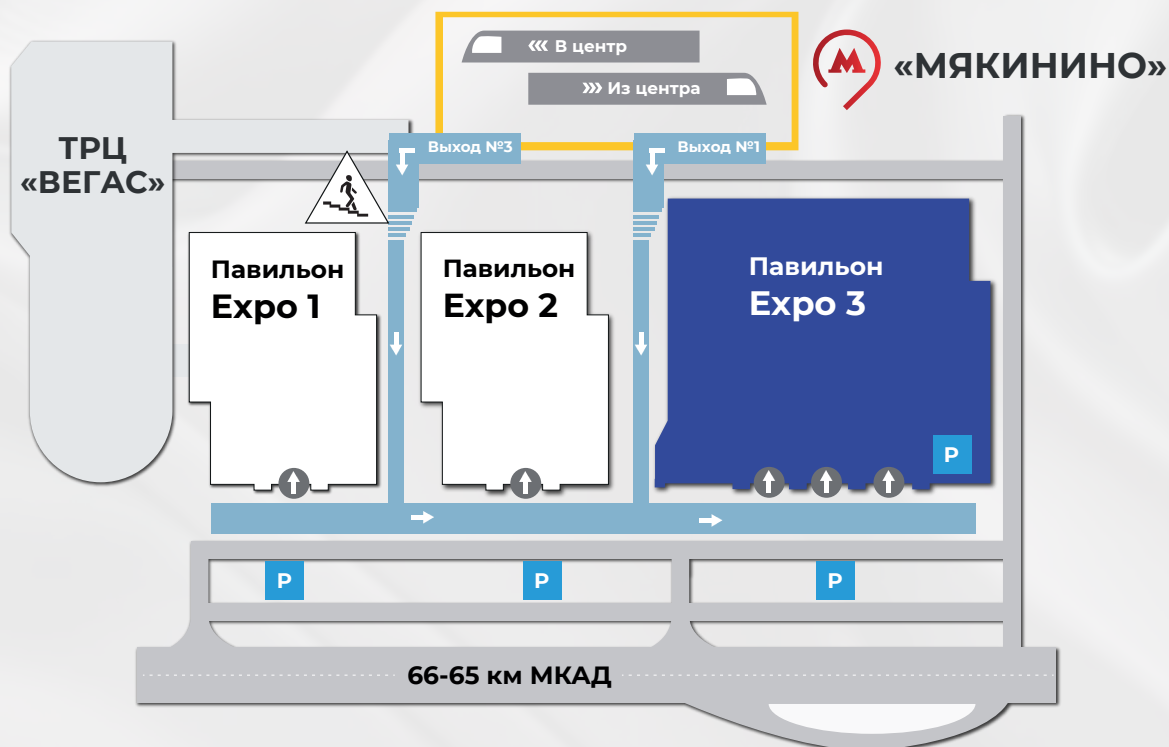 ‹‹‹ В центр
››› Из центра
М
«МЯКИНИНО»
ТРЦ
«ВЕГАС»
Выход №3
Выход №1
Павильон
Expo 1
Павильон
Expo 2
Павильон
Expo 3
P
P
P
P
66-65 км МКАД